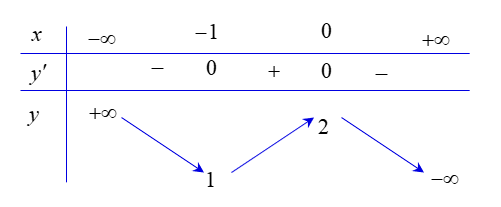 x −∞ −1 0 +∞
y′ − 0 + 0 −
y +∞ 2
1 −∞